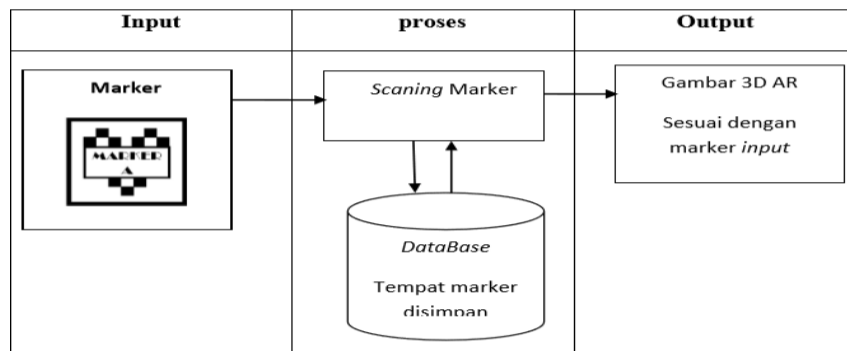 Input
proses
Output
Marker
MARKER
A
Scaning Marker
DataBase
Tempat marker
disimpan
Gambar 3D AR
Sesuai dengan
marker input